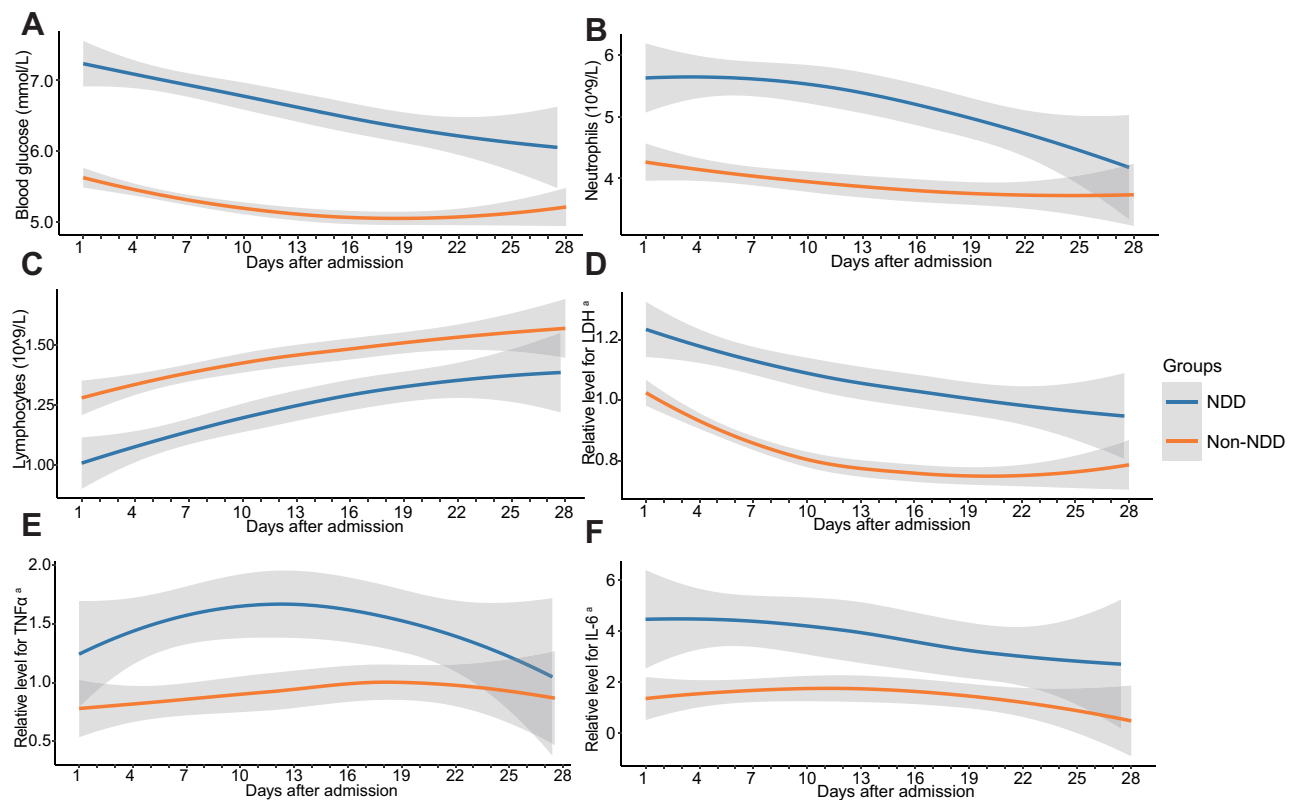 A
Blood glucose (mmol/L)
7.0
6.0
5.0
1 4 7 10 13 16 19 22 25 28
Days after admission
B
Neutrophils (10^9/L)
6
5
4
1 4 7 10 13 16 19 22 25 28
Days after admission
C
Lymphocytes (10^9/L)
1.50
1.25
1.00
1 4 7 10 13 16 19 22 25 28
Days after admission
D
Relative level for LDH a
1.2
1.0
0.8
1 4 7 10 13 16 19 22 25 28
Days after admission
Groups
NDD
Non-NDD
E
Relative level for TNFα a
2.0
1.5
1.0
0.5
1 4 7 10 13 16 19 22 25 28
Days after admission
F
Relative level for IL-6 a
6
4
2
0
1 4 7 10 13 16 19 22 25 28
Days after admission